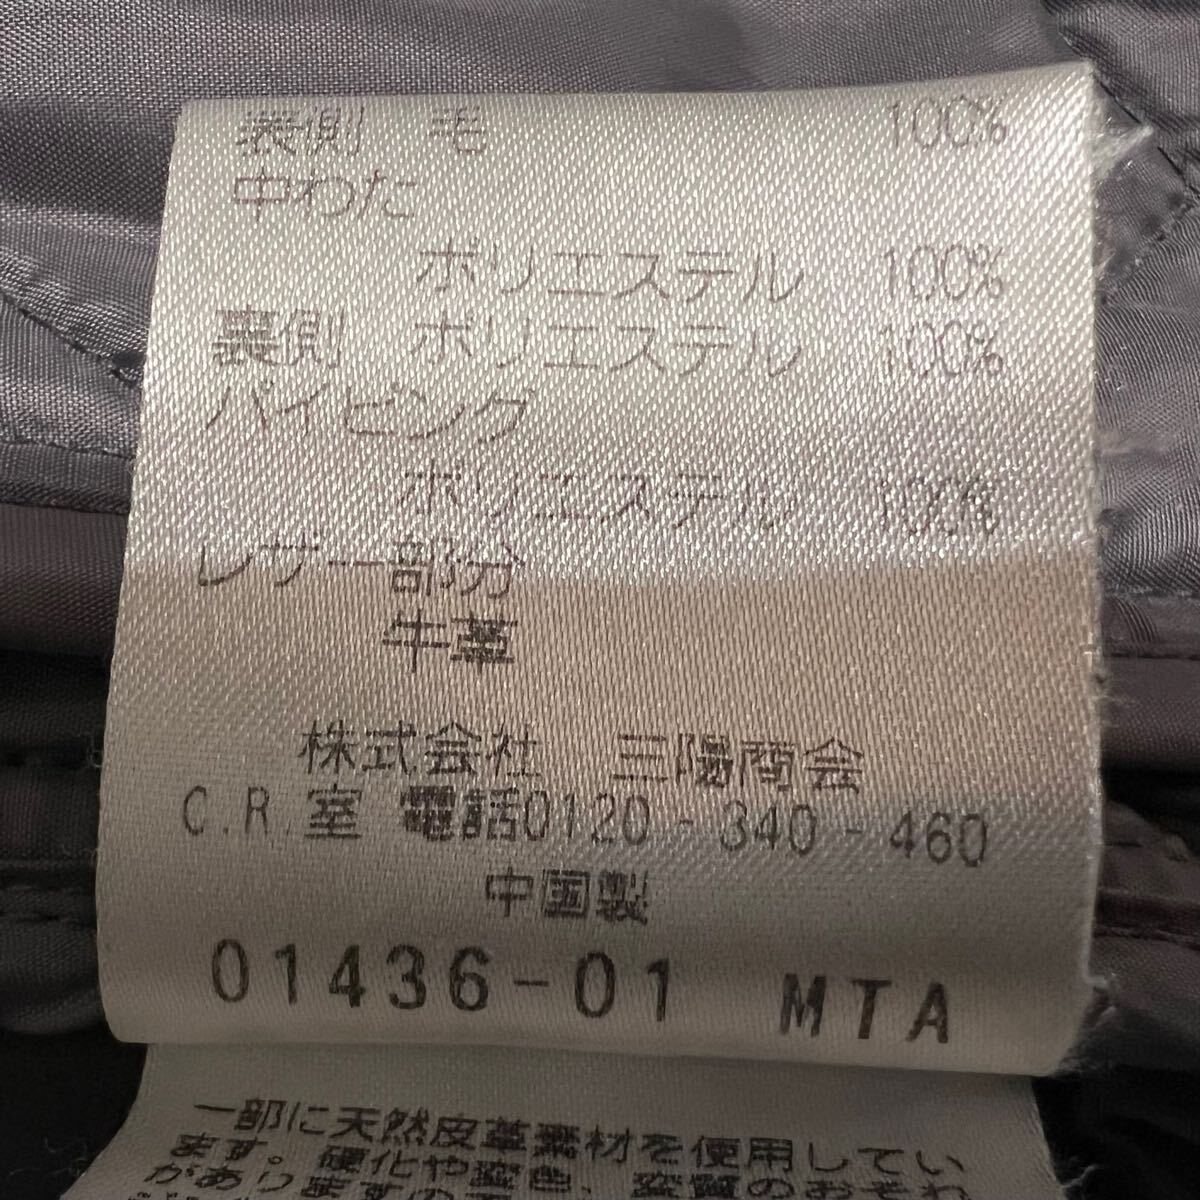 表側 毛 100%
中わた
ポリエステル 100%
裏側 ポリエステル 100%
パイピング
ポリエステル 100%
レザー部分
牛革
株式会社 三陽商会
C.R.室 電話0120-340-460
中国製
01436-01 MTA
一部に天然皮革素材を使用してい
ます。硬化や変色、変質のおそれ
がありますので